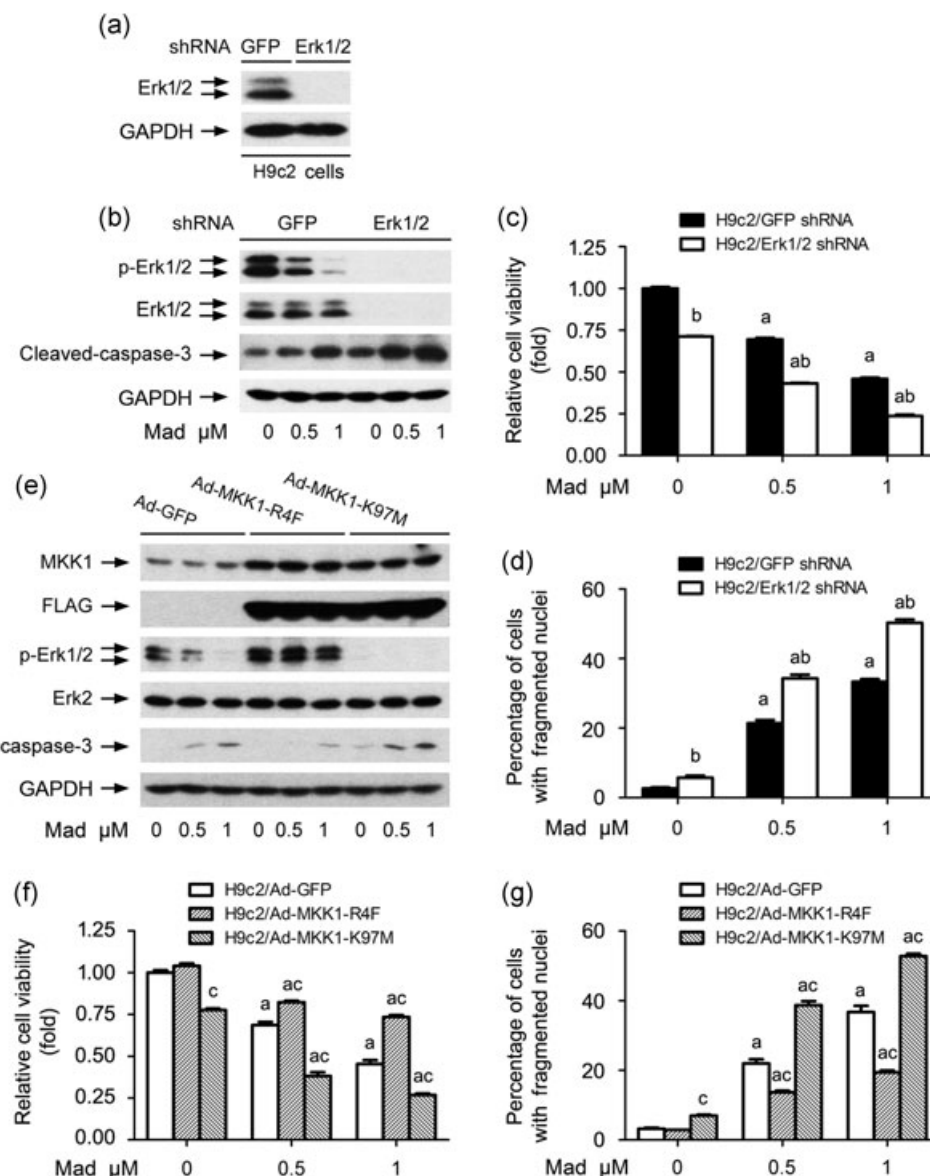 (a)
shRNA GFP Erk1/2
Erk1/2
GAPDH
H9c2 cells
(b)
shRNA GFP Erk1/2
p-Erk1/2
Erk1/2
Cleaved-caspase-3
GAPDH
Mad µM 0 0.5 1 0 0.5 1
(c)
H9c2/GFP shRNA
H9c2/Erk1/2 shRNA
Relative cell viability
(fold)
1.25
1.00
0.75
0.50
0.25
0.00
b a ab a ab
Mad µM 0 0.5 1
(e)
Ad-GFP
Ad-MKK1-R4F
Ad-MKK1-K97M
MKK1
FLAG
p-Erk1/2
Erk2
caspase-3
GAPDH
Mad µM 0 0.5 1 0 0.5 1 0 0.5 1
(d)
H9c2/GFP shRNA
H9c2/Erk1/2 shRNA
Percentage of cells
with fragmented nuclei
60
40
20
0
b a ab a ab
Mad µM 0 0.5 1
(f)
H9c2/Ad-GFP
H9c2/Ad-MKK1-R4F
H9c2/Ad-MKK1-K97M
Relative cell viability
(fold)
1.25
1.00
0.75
0.50
0.25
0.00
c a ac ac a ac ac
Mad µM 0 0.5 1
(g)
H9c2/Ad-GFP
H9c2/Ad-MKK1-R4F
H9c2/Ad-MKK1-K97M
Percentage of cells
with fragmented nuclei
60
40
20
0
c a ac ac a ac ac
Mad µM 0 0.5 1